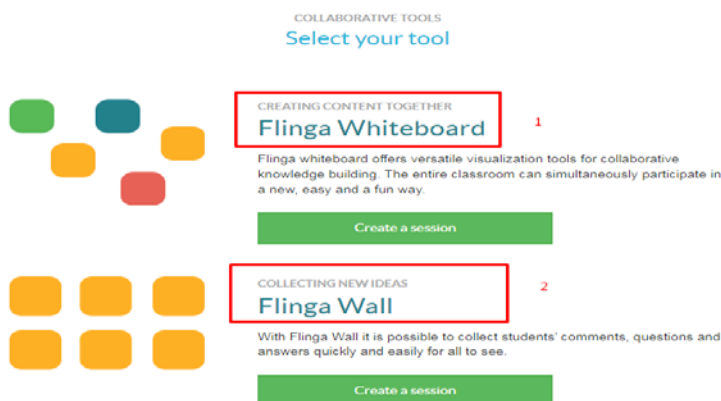 COLLABORATIVE TOOLS
Select your tool
CREATING CONTENT TOGETHER
Flinga Whiteboard
1
Flinga whiteboard offers versatile visualization tools for collaborative
knowledge building. The entire classroom can simultaneously participate in
a new, easy and a fun way.
Create a session
COLLECTING NEW IDEAS
Flinga Wall
2
With Flinga Wall it is possible to collect students' comments, questions and
answers quickly and easily for all to see.
Create a session